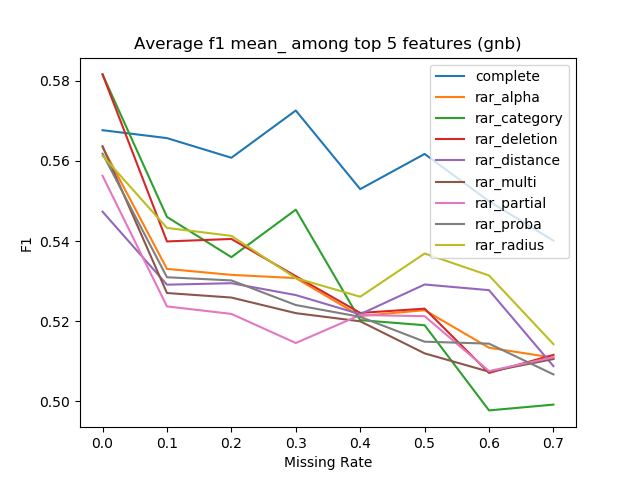 Average f1 mean_ among top 5 features (gnb)
complete
rar_alpha
rar_category
rar_deletion
rar_distance
rar_multi
rar_partial
rar_proba
rar_radius
F1
0.58
0.56
0.54
0.52
0.50
0.0 0.1 0.2 0.3 0.4 0.5 0.6 0.7
Missing Rate